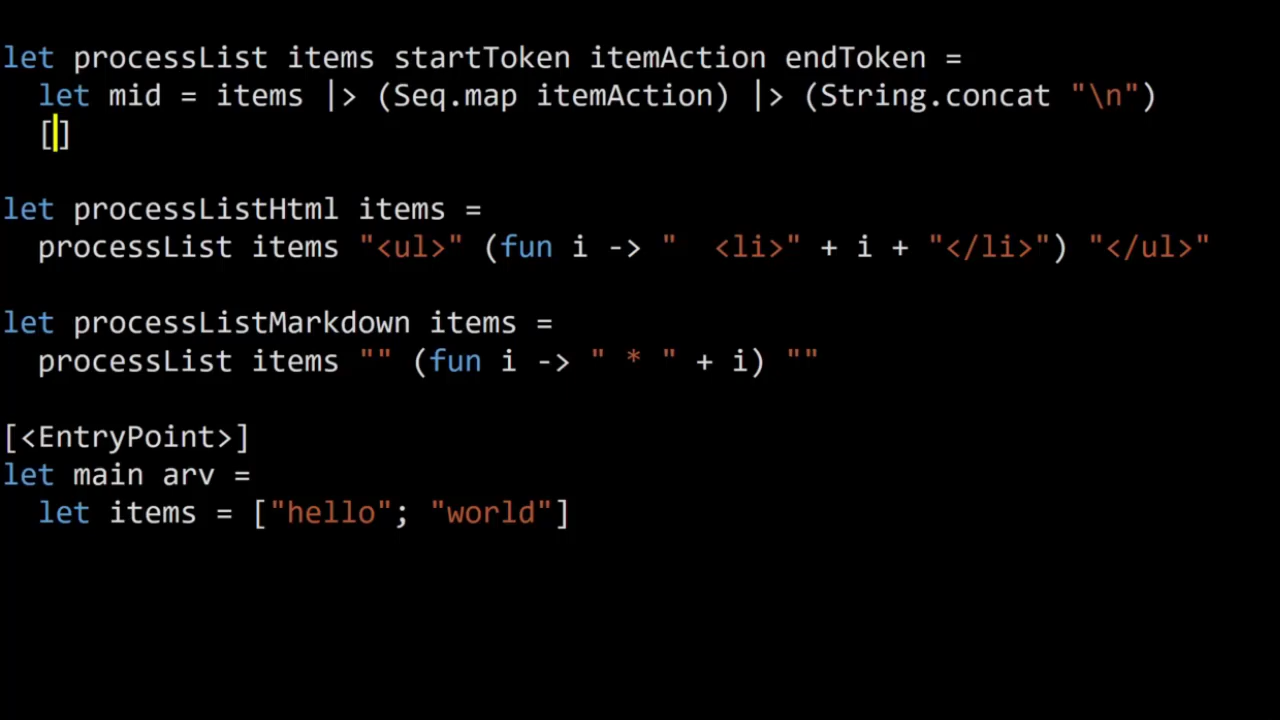 let processList items startToken itemAction endToken =
  let mid = items |> (Seq.map itemAction) |> (String.concat "\n")
  []

let processListHtml items =
  processList items "<ul>" (fun i -> "  <li>" + i + "</li>") "</ul>"

let processListMarkdown items =
  processList items "" (fun i -> " * " + i) ""

[<EntryPoint>]
let main arv =
  let items = ["hello"; "world"]